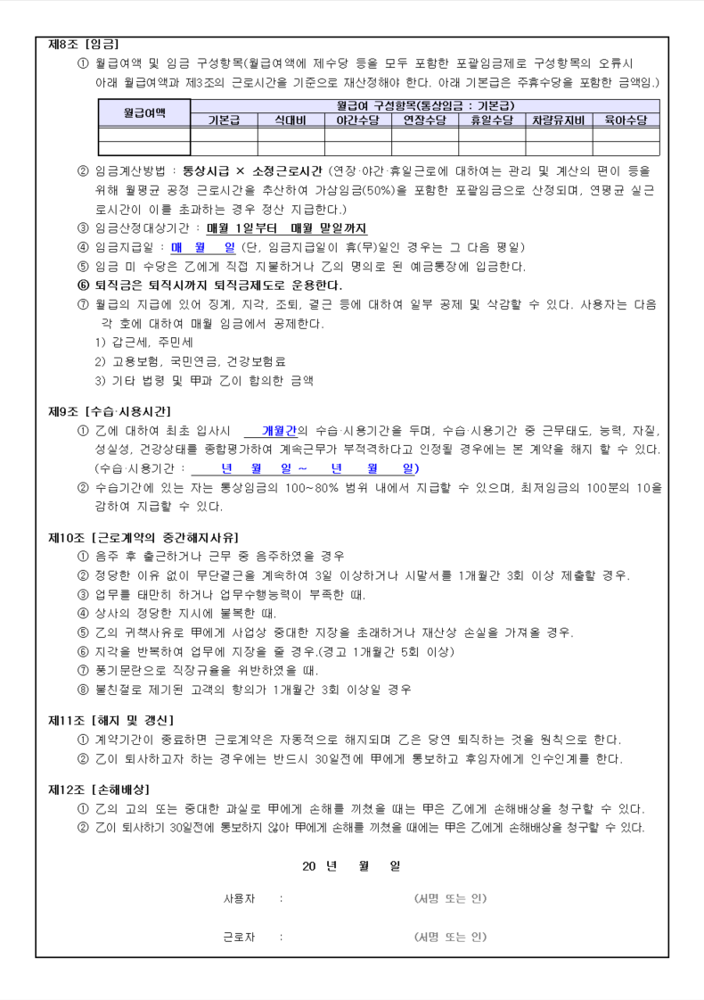 제8조 [임금]
① 월급여액 및 임금 구성항목(월급여액에 제수당 등을 모두 포함한 포괄임금제로 구성항목의 오류시
아래 월급여액과 제3조의 근로시간을 기준으로 재산정해야 한다. 아래 기본급은 주휴수당을 포함한 금액임.)
월급여액
월급여 구성항목(통상임금 : 기본급)
기본급 식대비 야간수당 연장수당 휴일수당 차량유지비 육아수당
② 임금계산방법 : 통상시급 × 소정근로시간 (연장·야간·휴일근로에 대하여는 관리 및 계산의 편이 등을
위해 월평균 공정 근로시간을 추산하여 가삼임금(50%)을 포함한 포괄임금으로 산정되며, 연평균 실근
로시간이 이를 초과하는 경우 정산 지급한다.)
③ 임금산정대상기간 : 매월 1일부터 매월 말일까지
④ 임금지급일 : 매 월 일 (단, 임금지급일이 휴(무)일인 경우는 그 다음 평일)
⑤ 임금 미 수당은 乙에게 직접 지불하거나 乙의 명의로 된 예금통장에 입금한다.
⑥ 퇴직금은 퇴직시까지 퇴직금제도로 운용한다.
⑦ 월급의 지급에 있어 징계, 지각, 조퇴, 결근 등에 대하여 일부 공제 및 삭감할 수 있다. 사용자는 다음
각 호에 대하여 매월 임금에서 공제한다.
1) 갑근세, 주민세
2) 고용보험, 국민연금, 건강보험료
3) 기타 법령 및 甲과 乙이 합의한 금액
제9조 [수습·시용시간]
① 乙에 대하여 최초 입사시 개월간의 수습·시용기간을 두며, 수습·시용기간 중 근무태도, 능력, 자질,
성실성, 건강상태를 종합평가하여 계속근무가 부적격하다고 인정될 경우에는 본 계약을 해지 할 수 있다.
(수습·시용기간 : 년 월 일 ~ 년 월 일)
② 수습기간에 있는 자는 통상임금의 100~80% 범위 내에서 지급할 수 있으며, 최저임금의 100분의 10을
감하여 지급할 수 있다.
제10조 [근로계약의 중간해지사유]
① 음주 후 출근하거나 근무 중 음주하였을 경우
② 정당한 이유 없이 무단결근을 계속하여 3일 이상하거나 시말서를 1개월간 3회 이상 제출할 경우.
③ 업무를 태만히 하거나 업무수행능력이 부족한 때.
④ 상사의 정당한 지시에 불복한 때.
⑤ 乙의 귀책사유로 甲에게 사업상 중대한 지장을 초래하거나 재산상 손실을 가져올 경우.
⑥ 지각을 반복하여 업무에 지장을 줄 경우.(경고 1개월간 5회 이상)
⑦ 풍기문란으로 직장규율을 위반하였을 때.
⑧ 불친절로 제기된 고객의 항의가 1개월간 3회 이상일 경우
제11조 [해지 및 갱신]
① 계약기간이 종료하면 근로계약은 자동적으로 해지되며 乙은 당연 퇴직하는 것을 원칙으로 한다.
② 乙이 퇴사하고자 하는 경우에는 반드시 30일전에 甲에게 통보하고 후임자에게 인수인계를 한다.
제12조 [손해배상]
① 乙의 고의 또는 중대한 과실로 甲에게 손해를 끼쳤을 때는 甲은 乙에게 손해배상을 청구할 수 있다.
② 乙이 퇴사하기 30일전에 통보하지 않아 甲에게 손해를 끼쳤을 때에는 甲은 乙에게 손해배상을 청구할 수 있다.
20 년 월 일
사용자 : (서명 또는 인)
근로자 : (서명 또는 인)